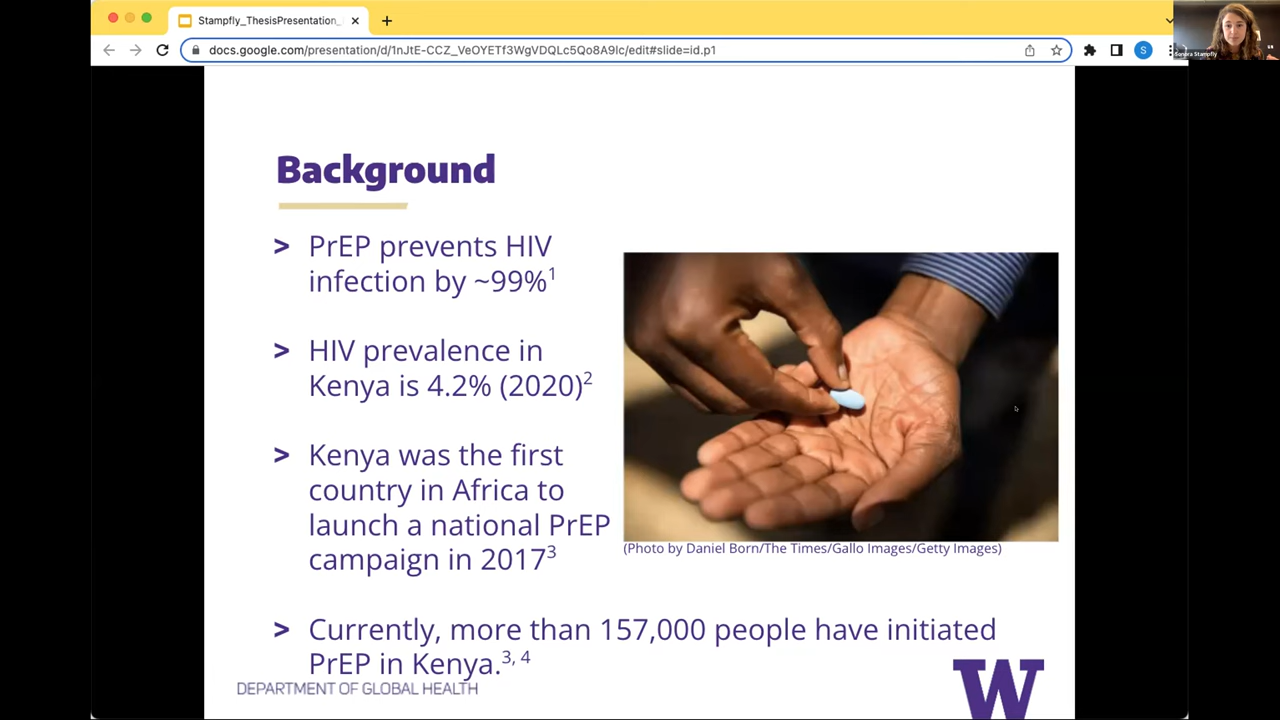 Stampfly_ThesisPresentation_
docs.google.com/presentation/d/1nJtE-CCZ_VeOYETf3WgVDQLc5Qo8A9lc/edit#slide=id.p1
S
Sondra Stampfly
Background
> PrEP prevents HIV
infection by ~99%1
> HIV prevalence in
Kenya is 4.2% (2020)2
> Kenya was the first
country in Africa to
launch a national PrEP
campaign in 20173
(Photo by Daniel Born/The Times/Gallo Images/Getty Images)
> Currently, more than 157,000 people have initiated
PrEP in Kenya.3, 4
DEPARTMENT OF GLOBAL HEALTH
W